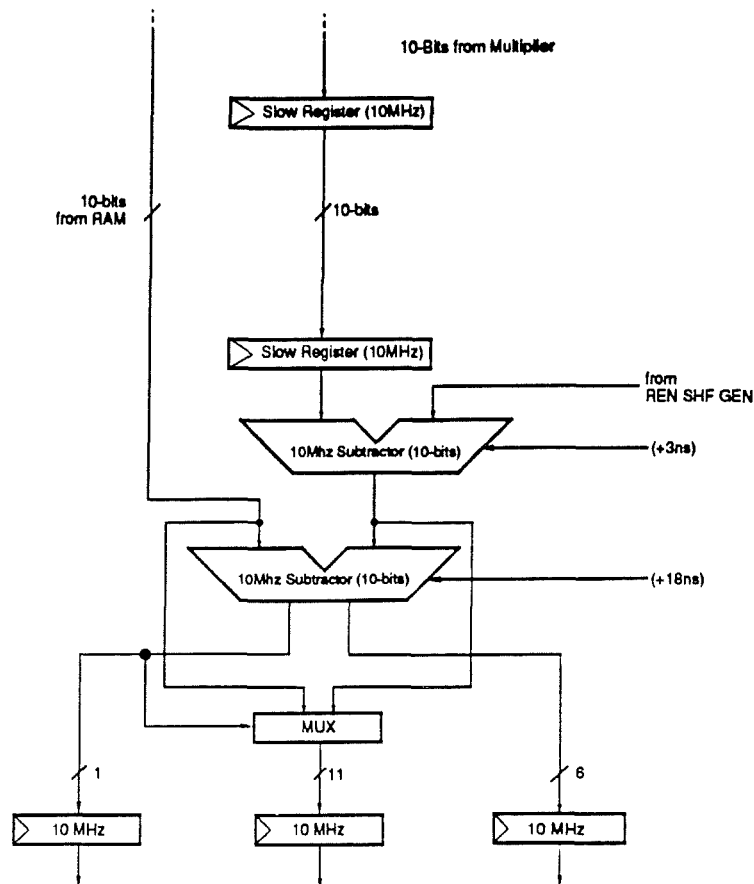 10-Bits from Multiplier
Slow Register (10MHz)
10-bits
from RAM
10-bits
Slow Register (10MHz)
from
REN SHF GEN
10Mhz Subtractor (10-bits)
(+3ns)
10Mhz Subtractor (10-bits)
(+18ns)
MUX
1
11
6
10 MHz
10 MHz
10 MHz